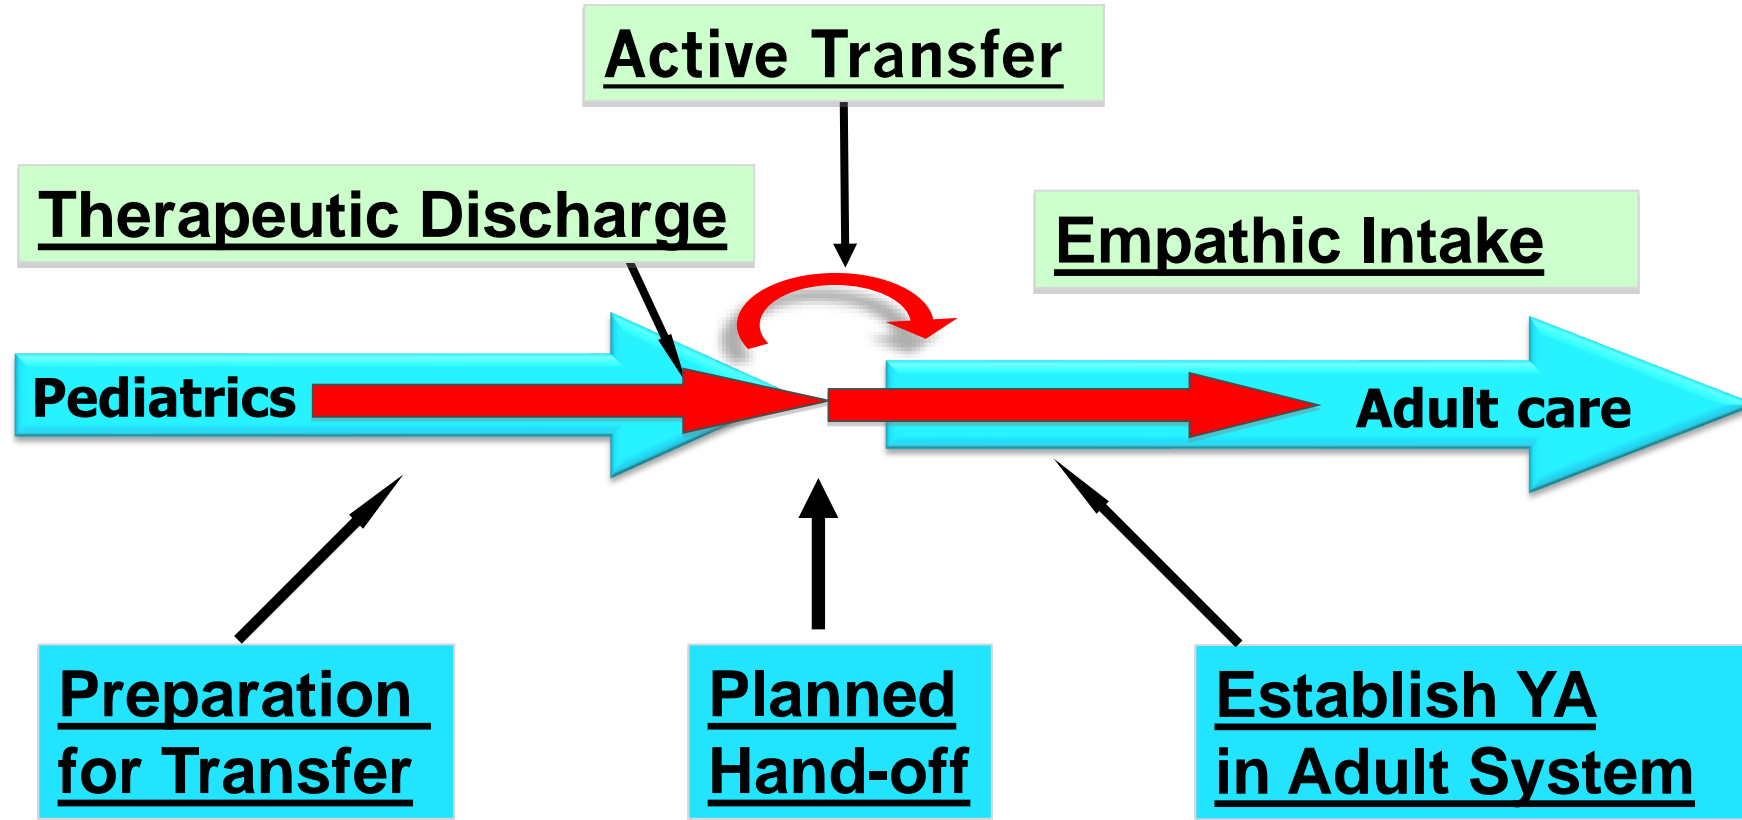 Active Transfer
Therapeutic Discharge
Empathic Intake
Pediatrics
Adult care
Preparation
for Transfer
Planned
Hand-off
Establish YA
in Adult System